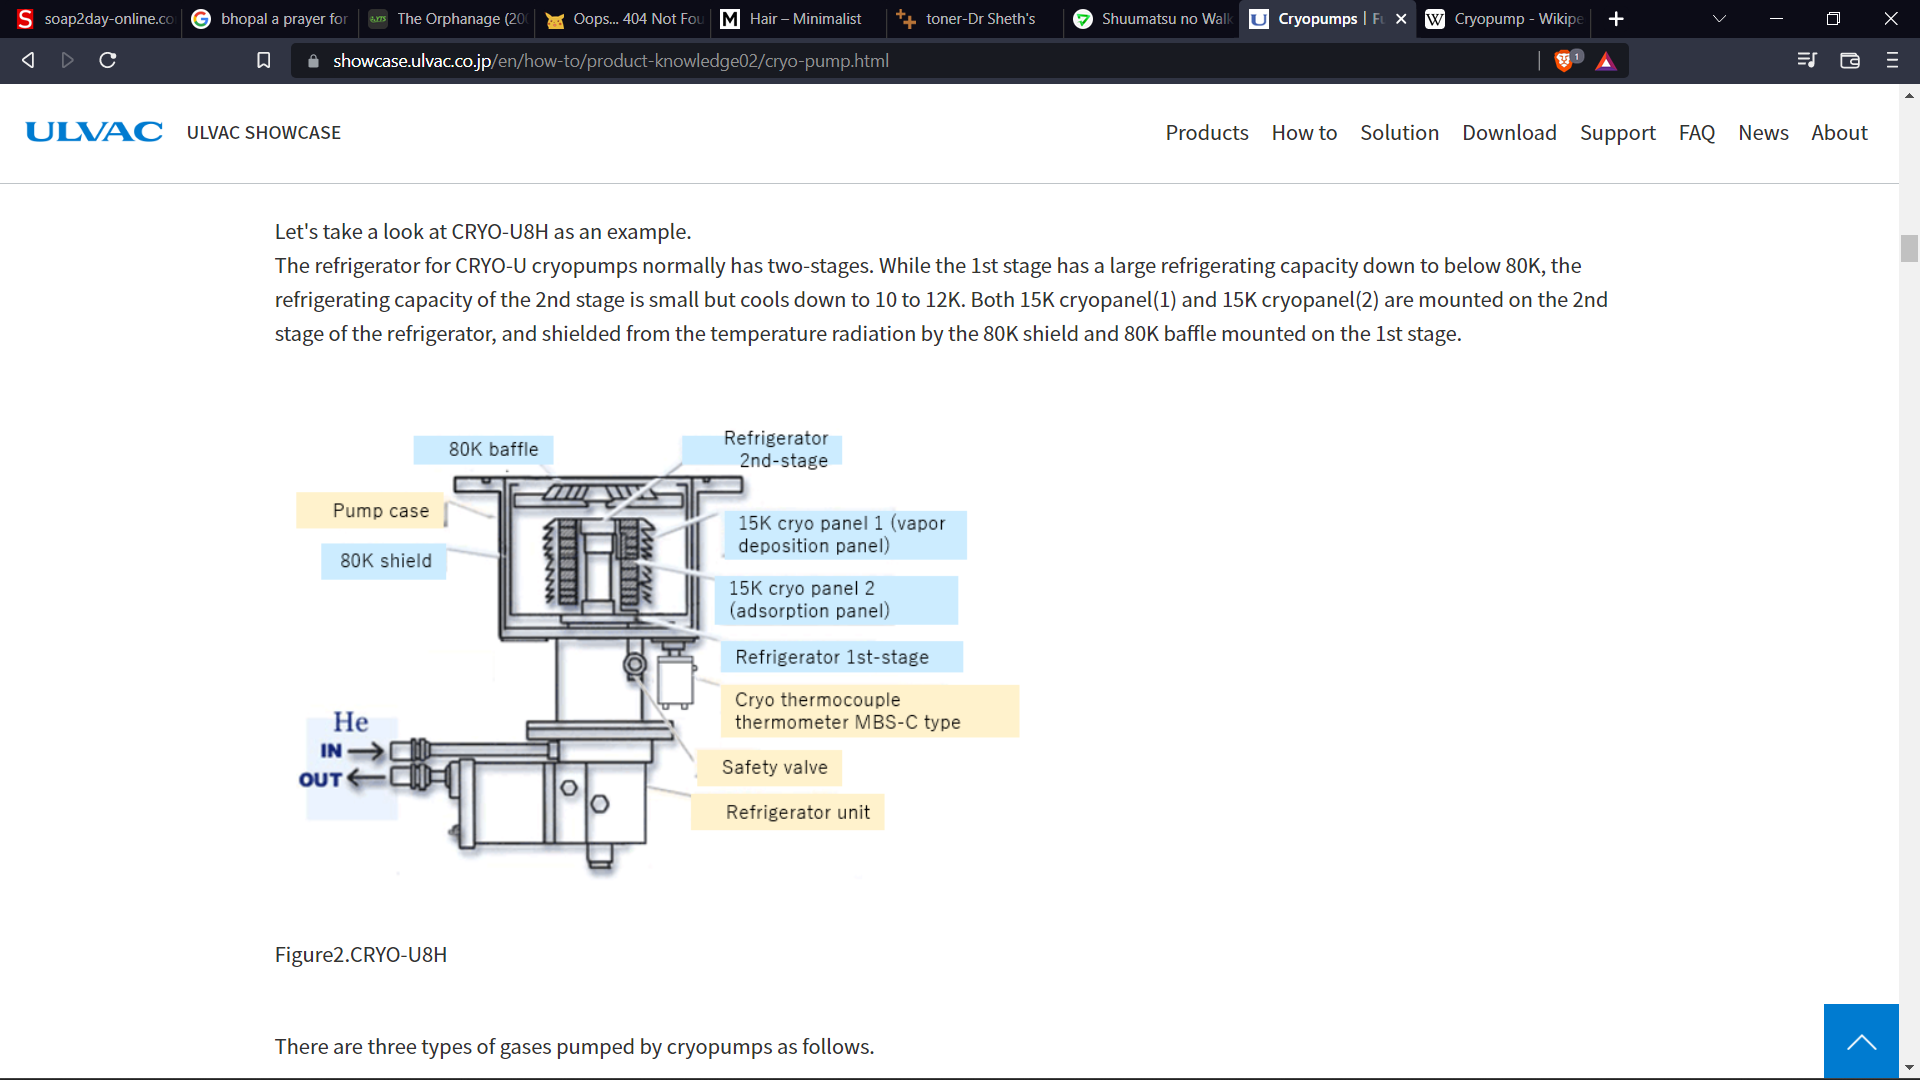 soap2day-online.co
bhopal a prayer for
The Orphanage (20
Oops... 404 Not Fou
Hair – Minimalist
toner-Dr Sheth's
Shuumatsu no Walk
Cryopumps | Fu
Cryopump - Wikipe
showcase.ulvac.co.jp/en/how-to/product-knowledge02/cryo-pump.html
1
ULVAC
ULVAC SHOWCASE
Products How to Solution Download Support FAQ News About
Let's take a look at CRYO-U8H as an example.
The refrigerator for CRYO-U cryopumps normally has two-stages. While the 1st stage has a large refrigerating capacity down to below 80K, the
refrigerating capacity of the 2nd stage is small but cools down to 10 to 12K. Both 15K cryopanel(1) and 15K cryopanel(2) are mounted on the 2nd
stage of the refrigerator, and shielded from the temperature radiation by the 80K shield and 80K baffle mounted on the 1st stage.
80K baffle
Refrigerator
2nd-stage
Pump case
80K shield
15K cryo panel 1 (vapor
deposition panel)
15K cryo panel 2
(adsorption panel)
Refrigerator 1st-stage
Cryo thermocouple
thermometer MBS-C type
He
IN
OUT
Safety valve
Refrigerator unit
Figure2.CRYO-U8H
There are three types of gases pumped by cryopumps as follows.